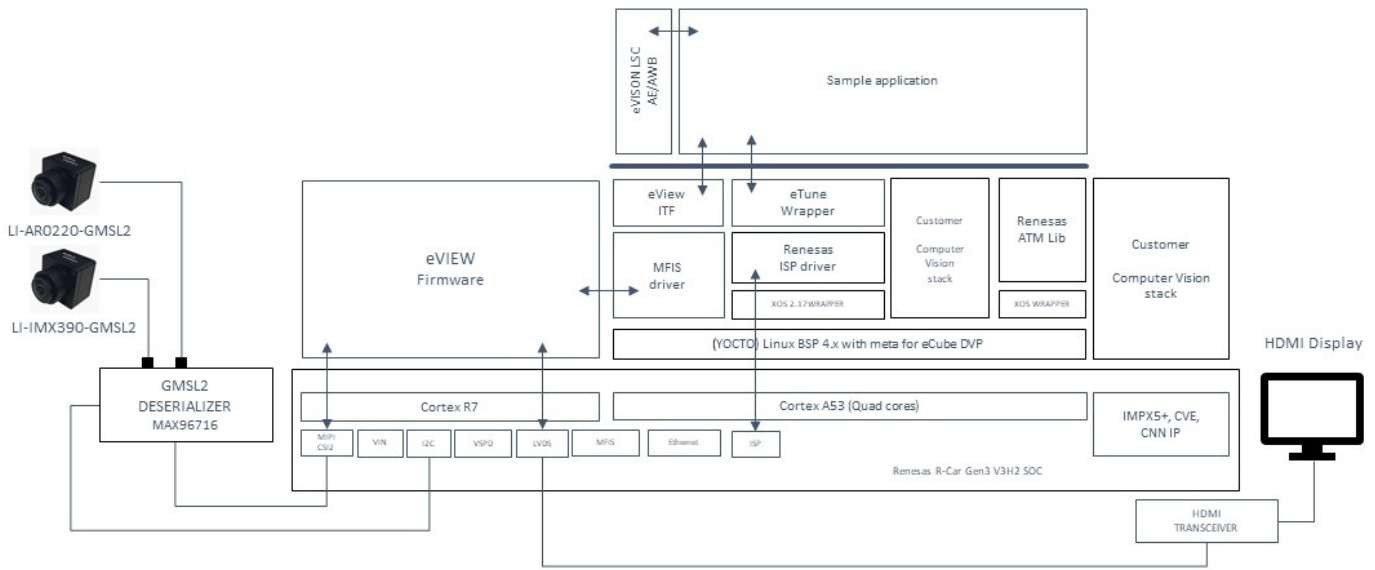 eVISON LSC
AE/AWB
Sample application
LI-AR0220-GMSL2
LI-IMX390-GMSL2
GMSL2
DESERIALIZER
MAX96716
eVIEW
Firmware
eView
ITF
MFIS
driver
eTune
Wrapper
Renesas
ISP driver
XOS 2.17WRAPPER
Customer
Computer
Vision
stack
Renesas
ATM Lib
XOS WRAPPER
Customer
Computer Vision
stack
(YOCTO) Linux BSP 4.x with meta for eCube DVP
HDMI Display
Cortex R7
Cortex A53 (Quad cores)
IMPX5+, CVE,
CNN IP
MIPI
CSI2
VIN
I2C
VSPD
LVDS
MFIS
Ethernet
ISP
Renesas R-Car Gen3 V3H2 SOC
HDMI
TRANSCEIVER